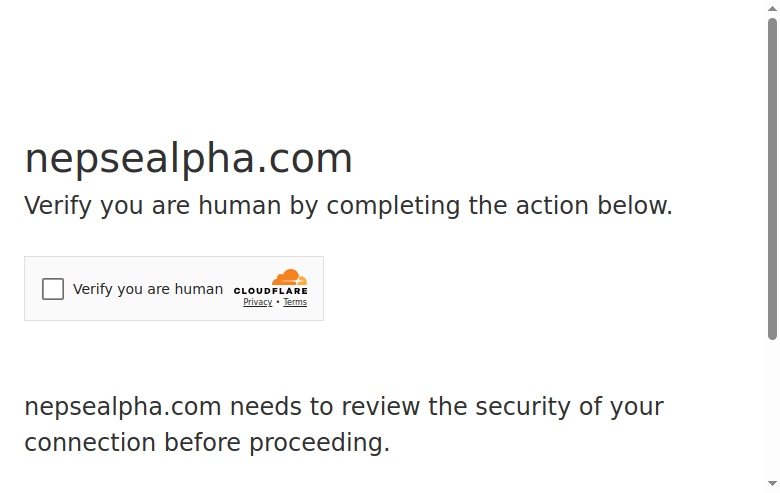 nepsealpha.com
Verify you are human by completing the action below.
Verify you are human
CLOUDFLARE
Privacy • Terms
nepsealpha.com needs to review the security of your
connection before proceeding.